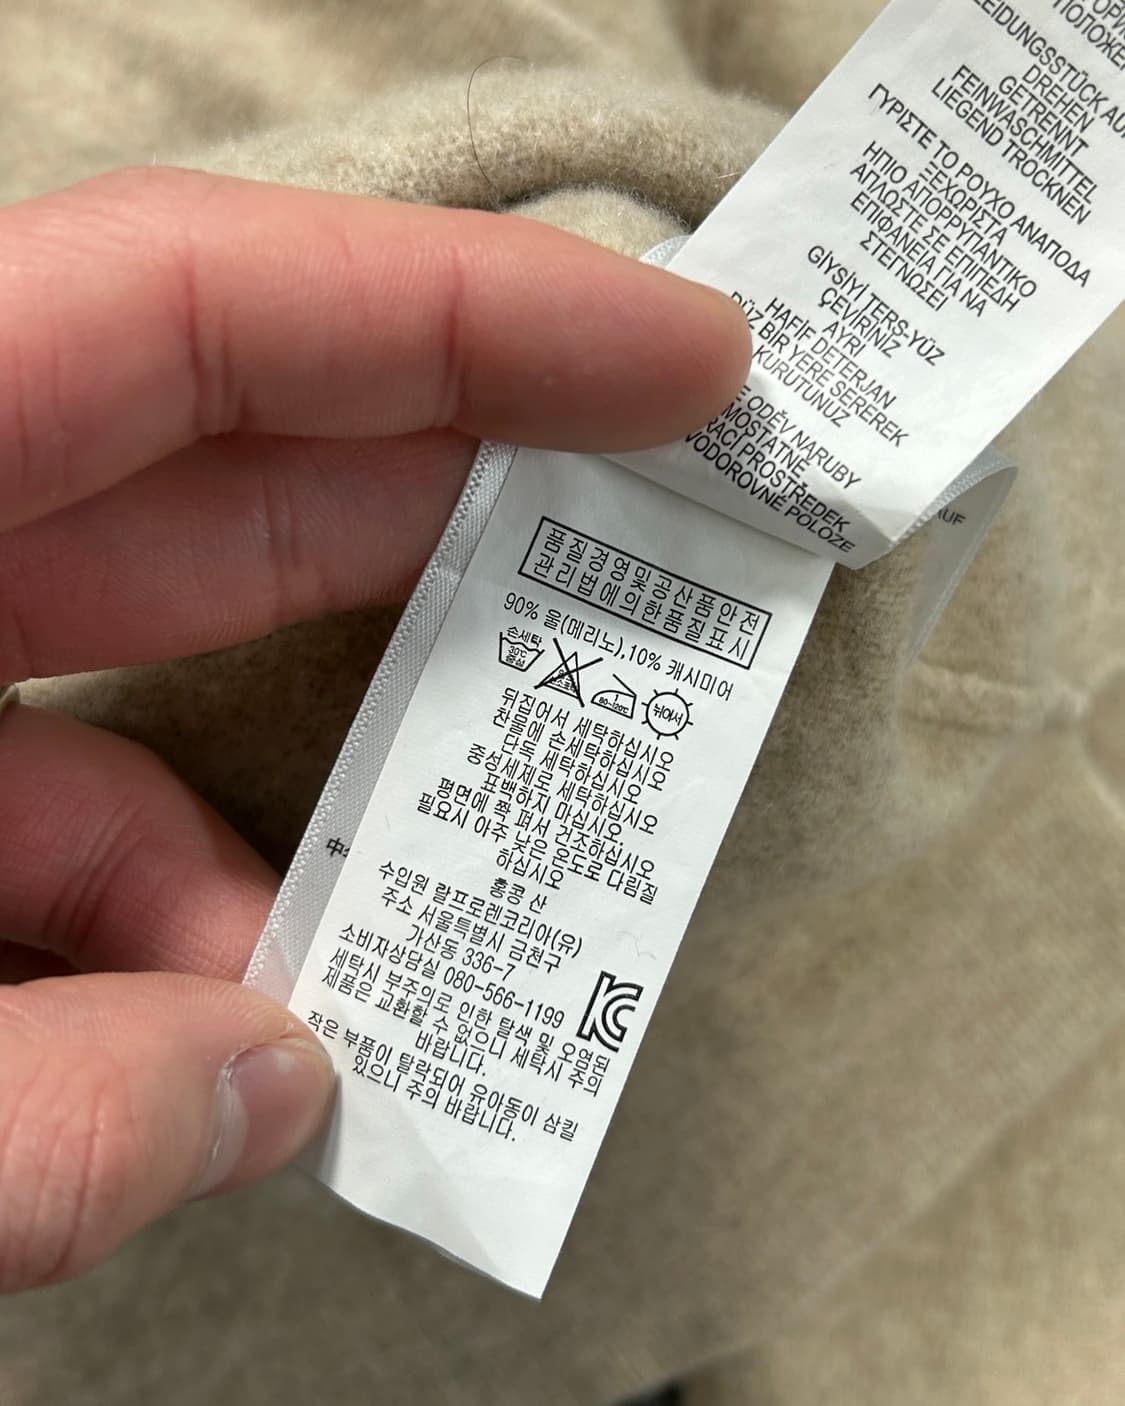 LEIDUNGSSTÜCK AUF
DREHEN
GETRENNT
FEINWASCHMITTEL
LIEGEND TROCKNEN
ΓΥΡΙΣΤΕ ΤΟ ΡΟΥΧΟ ΑΝΑΠΟΔΑ
ΞΕΧΩΡΙΣΤΑ
ΗΠΙΟ ΑΠΟΡΡΥΠΑΝΤΙΚΟ
ΑΠΛΩΣΤΕ ΣΕ ΕΠΙΠΕΔΗ
ΕΠΙΦΑΝΕΙΑ ΓΙΑ ΝΑ
ΣΤΕΓΝΩΣΕΙ
GİYSİYİ TERS-YÜZ
ÇEVİRİNİZ
AYRI
HAFİF DETERJAN
DÜZ BİR YERE SEREREK
KURUTUNUZ
ODĚV NARUBY
MOSTATNĚ
RACÍ PROSTŘEDEK
VODOROVNÉ POLOZE
AUF
품질경영및공산품안전
관리법에의한품질표시
90% 울(메리노),10% 캐시미어
손세탁
30℃
중성
80~120℃
뉘어서
뒤집어서 세탁하십시오
찬물에 손세탁하십시오
단독 세탁하십시오
중성세제로 세탁하십시오
표백하지 마십시오.
평면에 쫙 펴서 건조하십시오
필요시 아주 낮은 온도로 다림질
하십시오
홍콩 산
수입원 랄프로렌코리아(유)
주소 서울특별시 금천구
가산동 336-7
소비자상담실 080-566-1199
세탁시 부주의로 인한 탈색 및 오염된
제품은 교환할 수 없으니 세탁시 주의
바랍니다.
작은 부품이 탈락되어 유아동이 삼킬
있으니 주의 바랍니다.